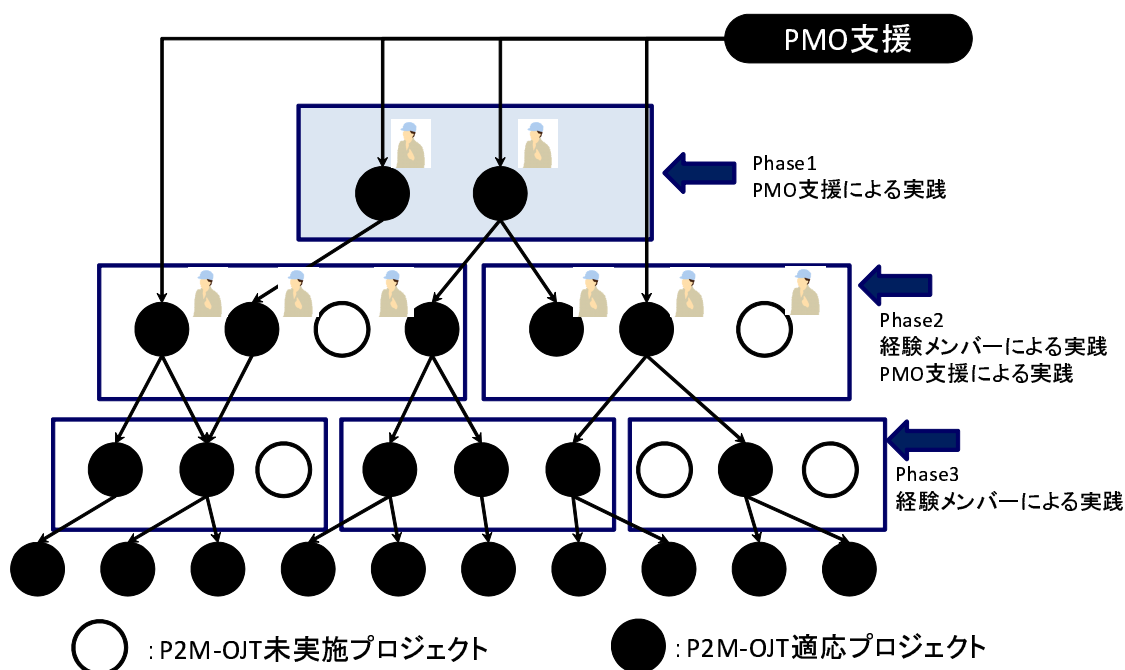 PMO支援
Phase1
PMO支援による実践
Phase2
経験メンバーによる実践
PMO支援による実践
Phase3
経験メンバーによる実践
: P2M-OJT未実施プロジェクト
: P2M-OJT適応プロジェクト